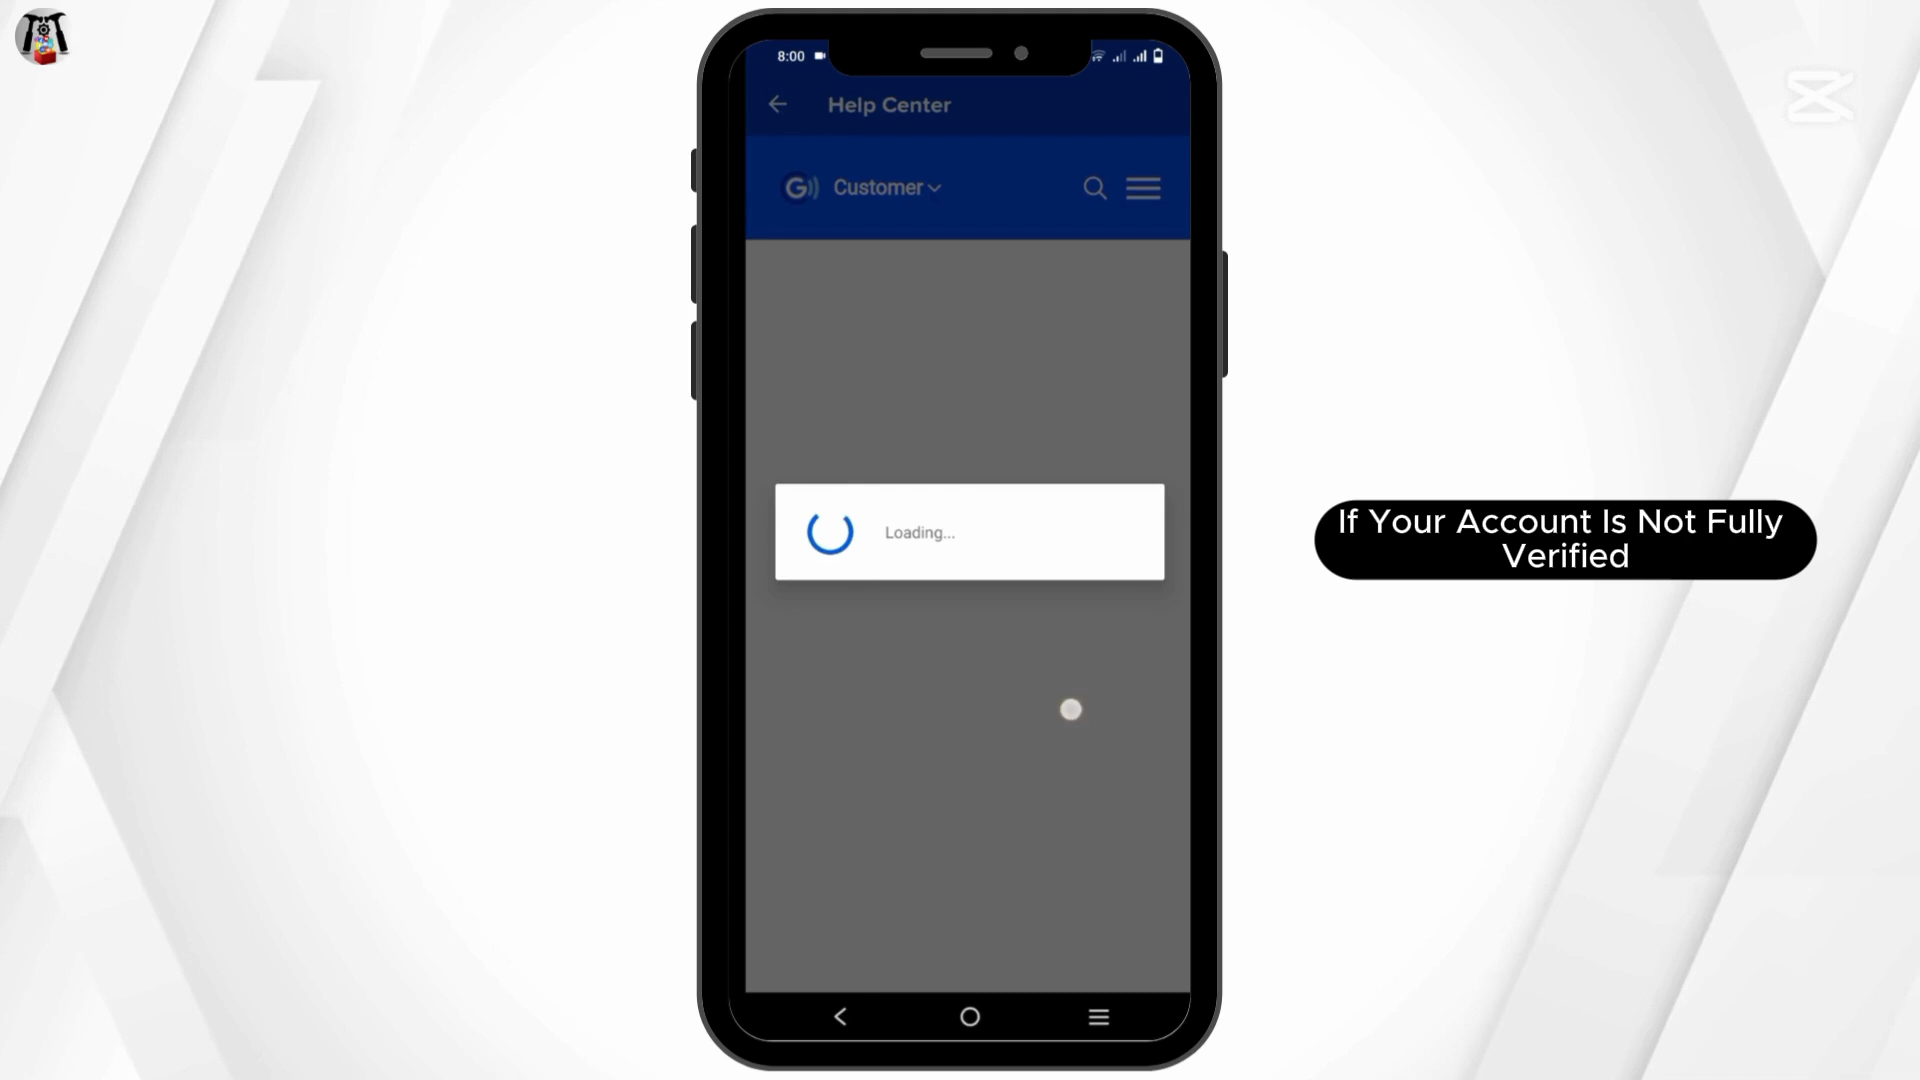 8:00
Help Center
G Customer
Loading...
If Your Account Is Not Fully
Verified